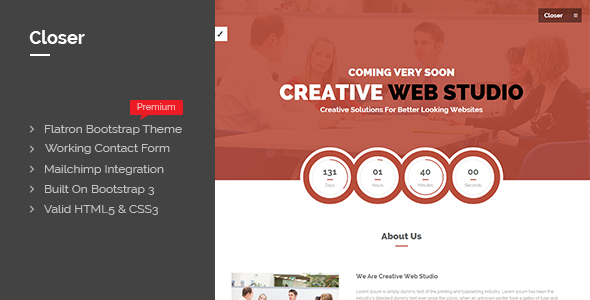 Closer
Premium
Flatron Bootstrap Theme
Working Contact Form
Mailchimp Integration
Built On Bootstrap 3
Valid HTML5 & CSS3
Closer
COMING VERY SOON
CREATIVE WEB STUDIO
Creative Solutions For Better Looking Websites
131
Days
01
Hours
40
Minutes
00
Seconds
About Us
We Are Creative Web Studio
Lorem Ipsum is simply dummy text of the printing and typesetting industry. Lorem Ipsum has been the
industry's standard dummy text ever since the 1500s, when an unknown printer took a galley of type and